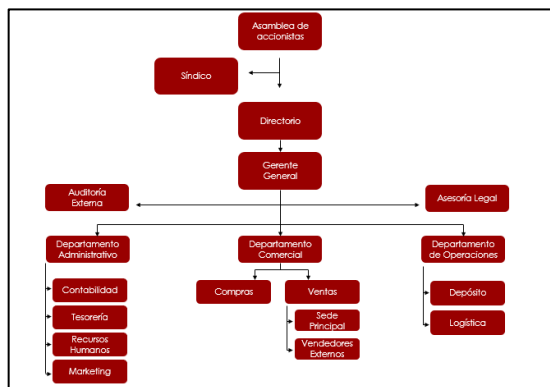 Asamblea de
accionistas
Síndico
Directorio
Gerente
General
Auditoría
Externa
Asesoría Legal
Departamento
Administrativo
Departamento
Comercial
Departamento
de Operaciones
Contabilidad
Compras
Ventas
Depósito
Tesorería
Sede
Principal
Logística
Recursos
Humanos
Vendedores
Externos
Marketing